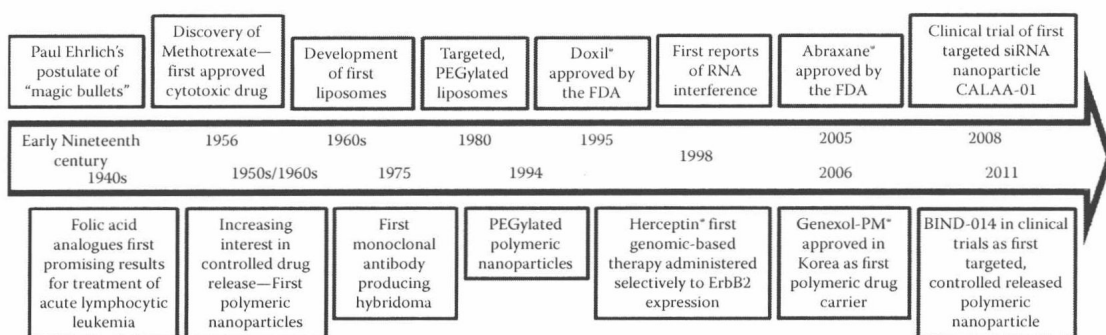 Paul Ehrlich's
postulate of
"magic bullets"
Discovery of
Methotrexate—
first approved
cytotoxic drug
Development
of first
liposomes
Targeted,
PEGylated
liposomes
Doxil*
approved by
the FDA
First reports
of RNA
interference
Abraxane*
approved by
the FDA
Clinical trial of first
targeted siRNA
nanoparticle
CALAA-01
Early Nineteenth
century
1956
1960s
1980
1995
1998
2005
2008
1940s
1950s/1960s
1975
1994
2006
2011
Folic acid
analogues first
promising results
for treatment of
acute lymphocytic
leukemia
Increasing
interest in
controlled drug
release—First
polymeric
nanoparticles
First
monoclonal
antibody
producing
hybridoma
PEGylated
polymeric
nanoparticles
Herceptin* first
genomic-based
therapy administered
selectively to ErbB2
expression
Genexol-PM*
approved in
Korea as first
polymeric drug
carrier
BIND-014 in clinical
trials as first
targeted,
controlled released
polymeric
nanoparticle